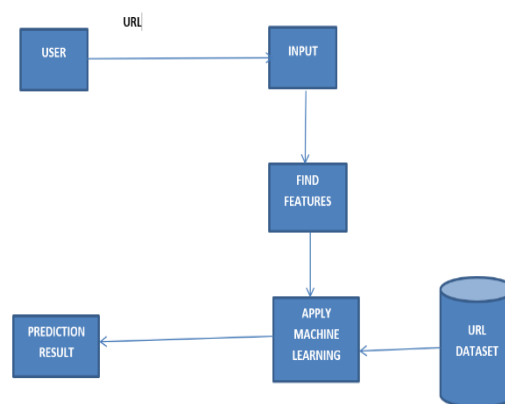 URL
USER
INPUT
FIND
FEATURES
APPLY
MACHINE
LEARNING
URL
DATASET
PREDICTION
RESULT